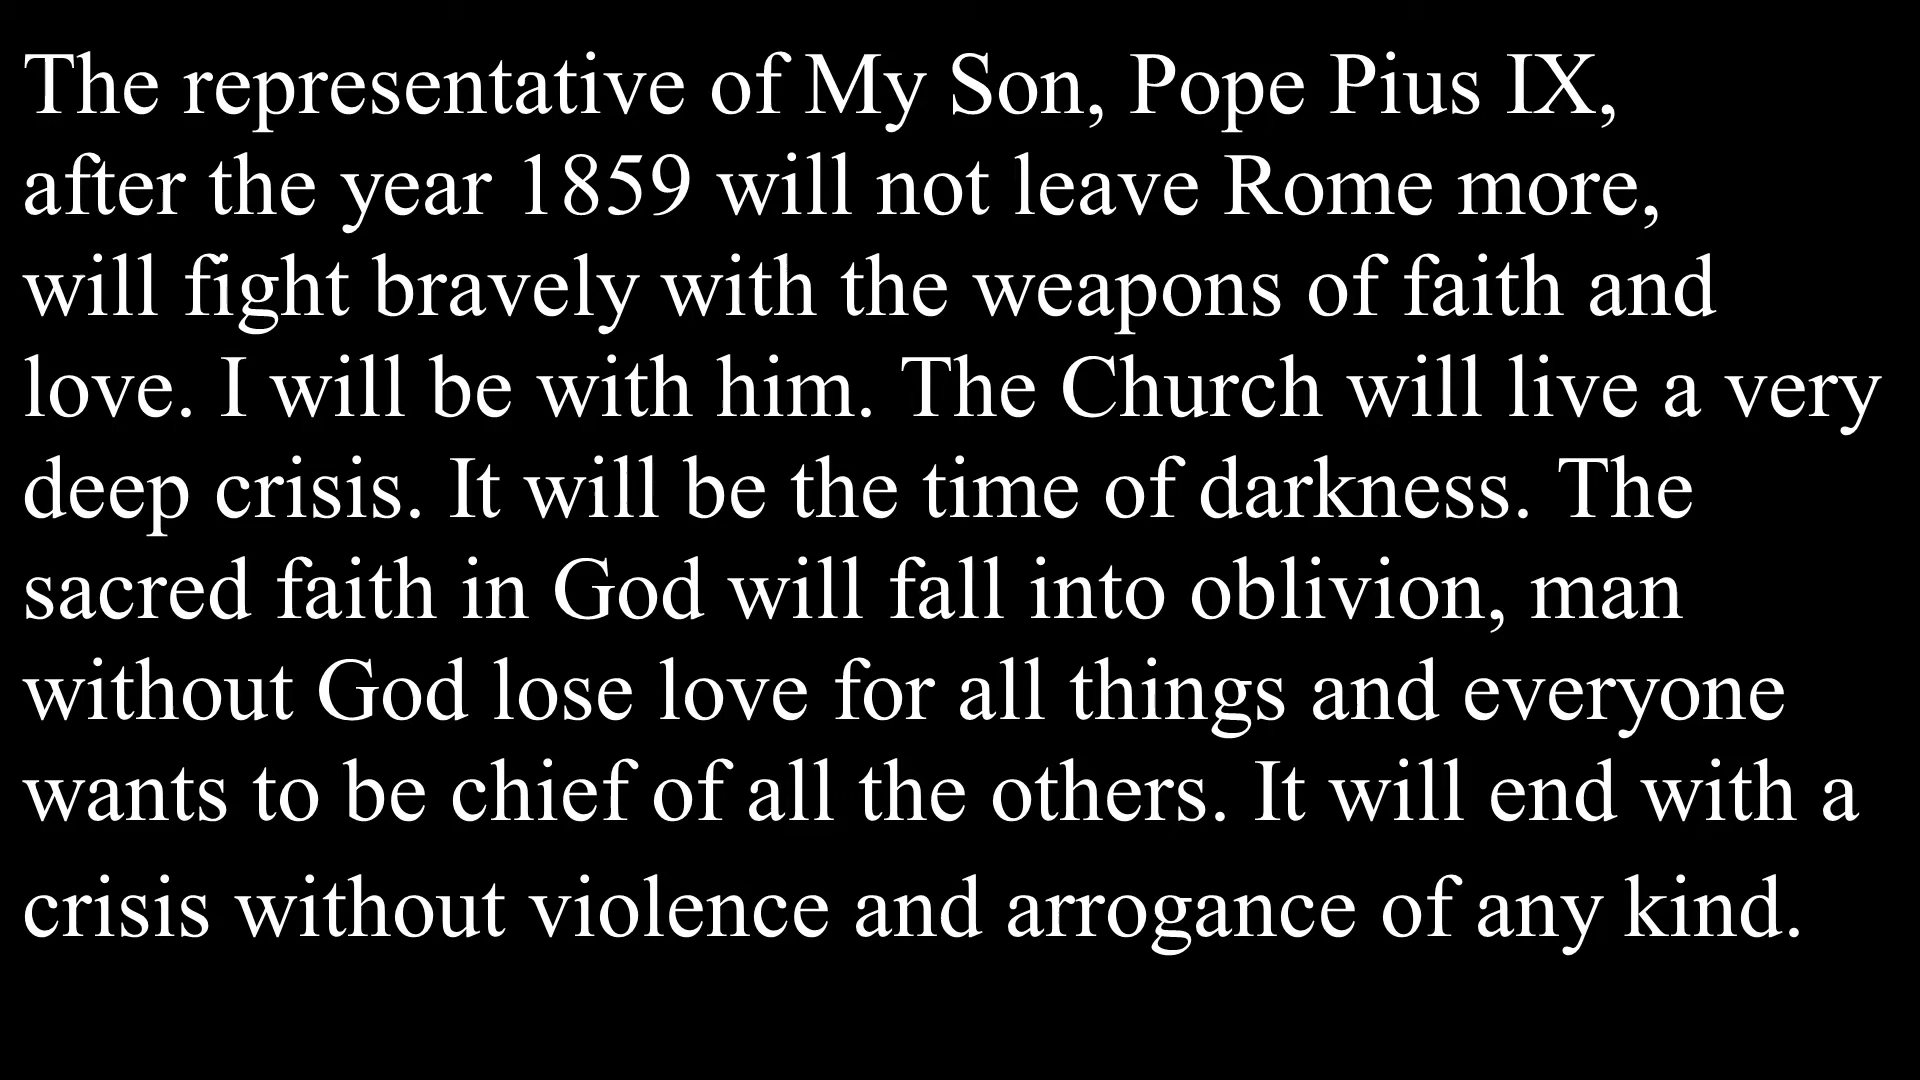 The representative of My Son, Pope Pius IX,
after the year 1859 will not leave Rome more,
will fight bravely with the weapons of faith and
love. I will be with him. The Church will live a very
deep crisis. It will be the time of darkness. The
sacred faith in God will fall into oblivion, man
without God lose love for all things and everyone
wants to be chief of all the others. It will end with a
crisis without violence and arrogance of any kind.